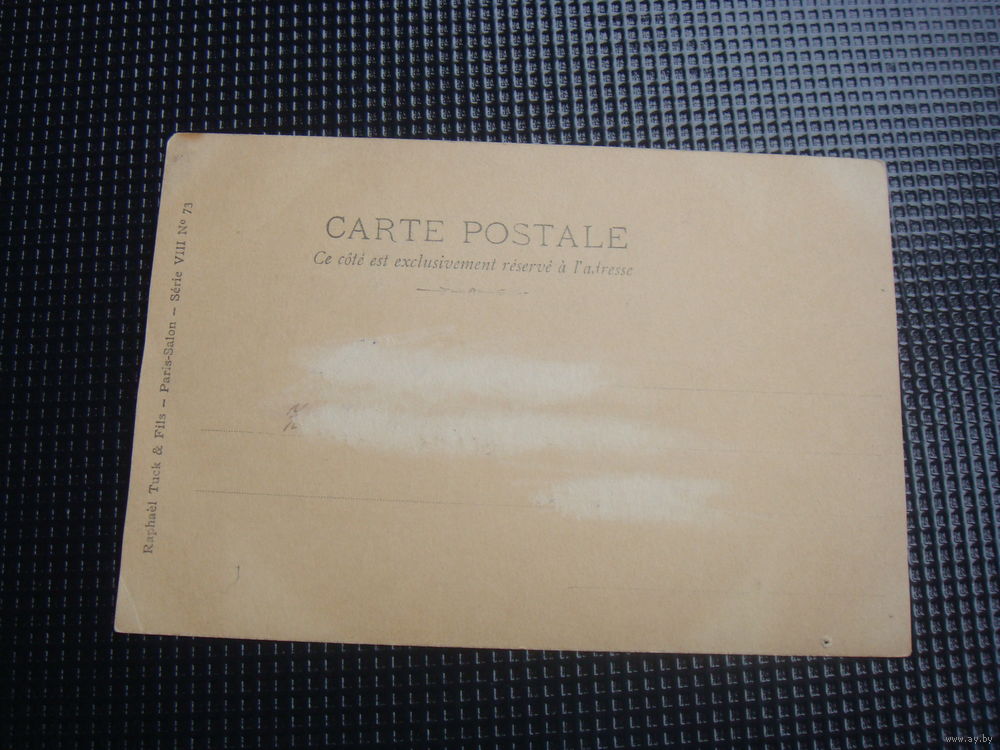 CARTE POSTALE
Ce côté est exclusivement réservé à l'adresse
Raphaël Tuck & Fils — Paris-Salon — Série VIII Nº 73
www.ay.by